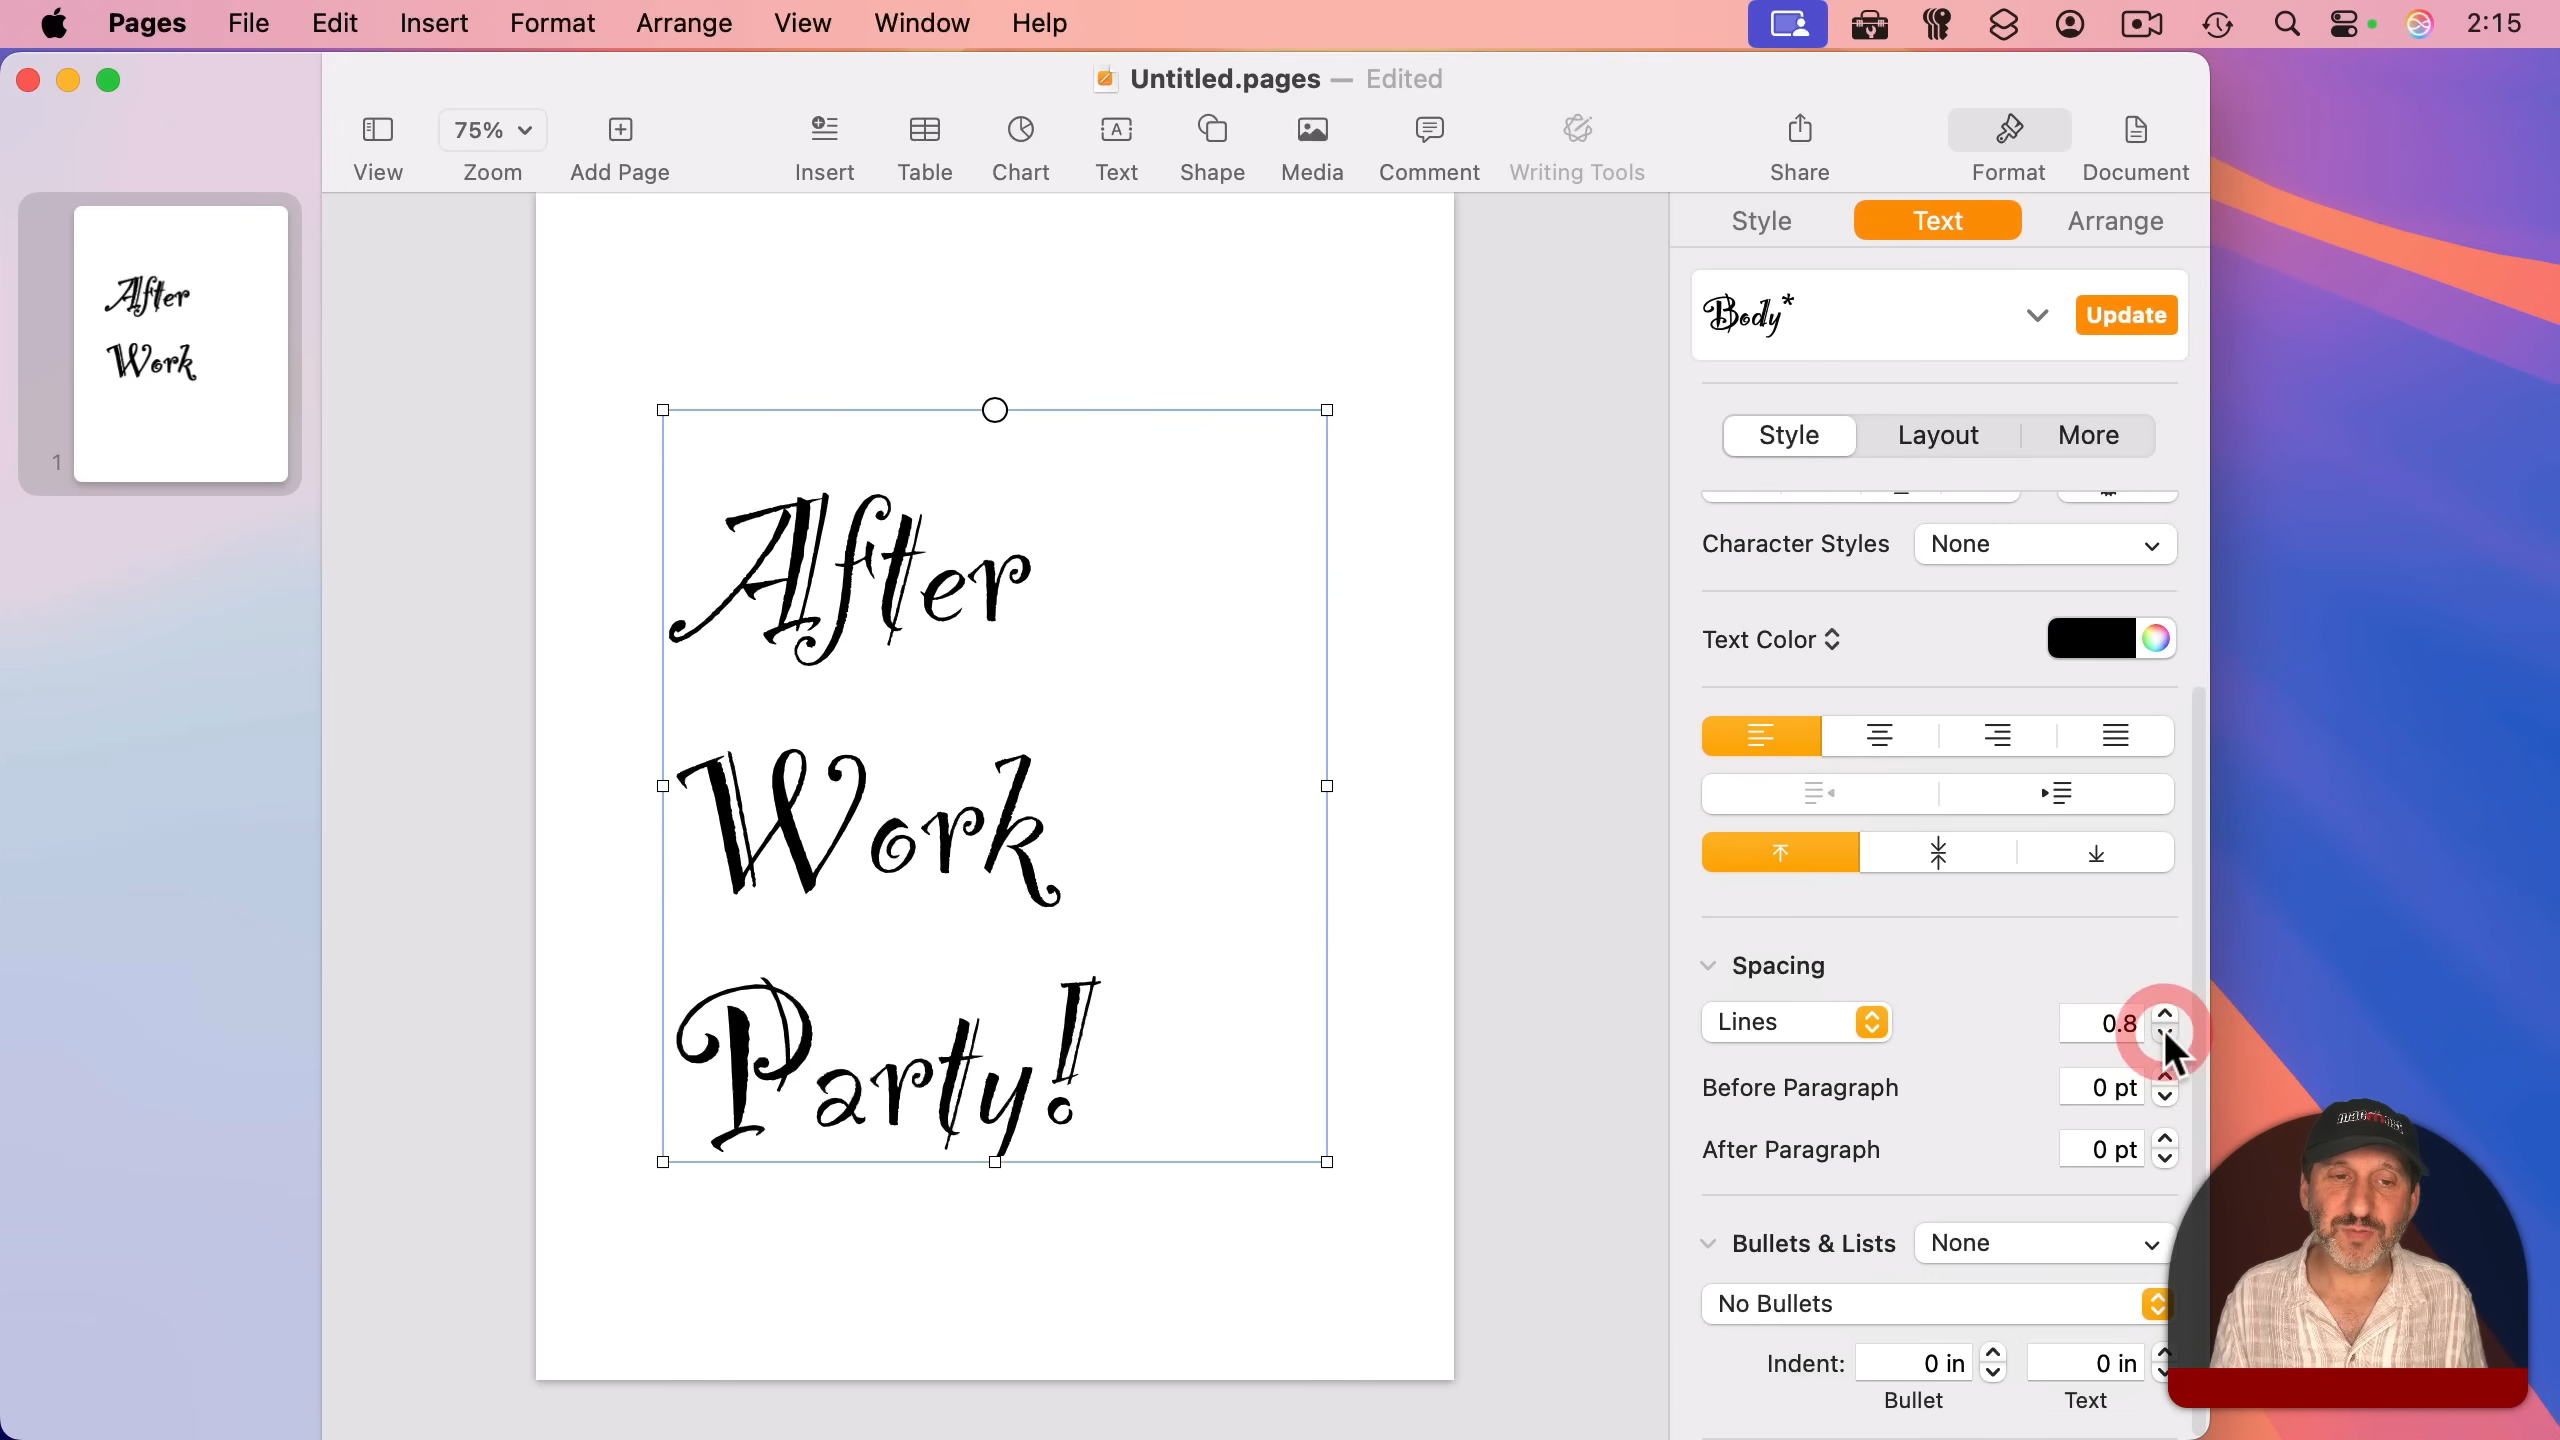 Pages File Edit Insert Format Arrange View Window Help 2:15
Untitled.pages — Edited
75%
View Zoom Add Page Insert Table Chart Text Shape Media Comment Writing Tools Share Format Document
Style Text Arrange
Body* Update
Style Layout More
After
Work
1
After
Work
Party!
Character Styles None
Text Color
Spacing
Lines 0.8
Before Paragraph 0 pt
After Paragraph 0 pt
Bullets & Lists None
No Bullets
Indent: 0 in 0 in
Bullet Text